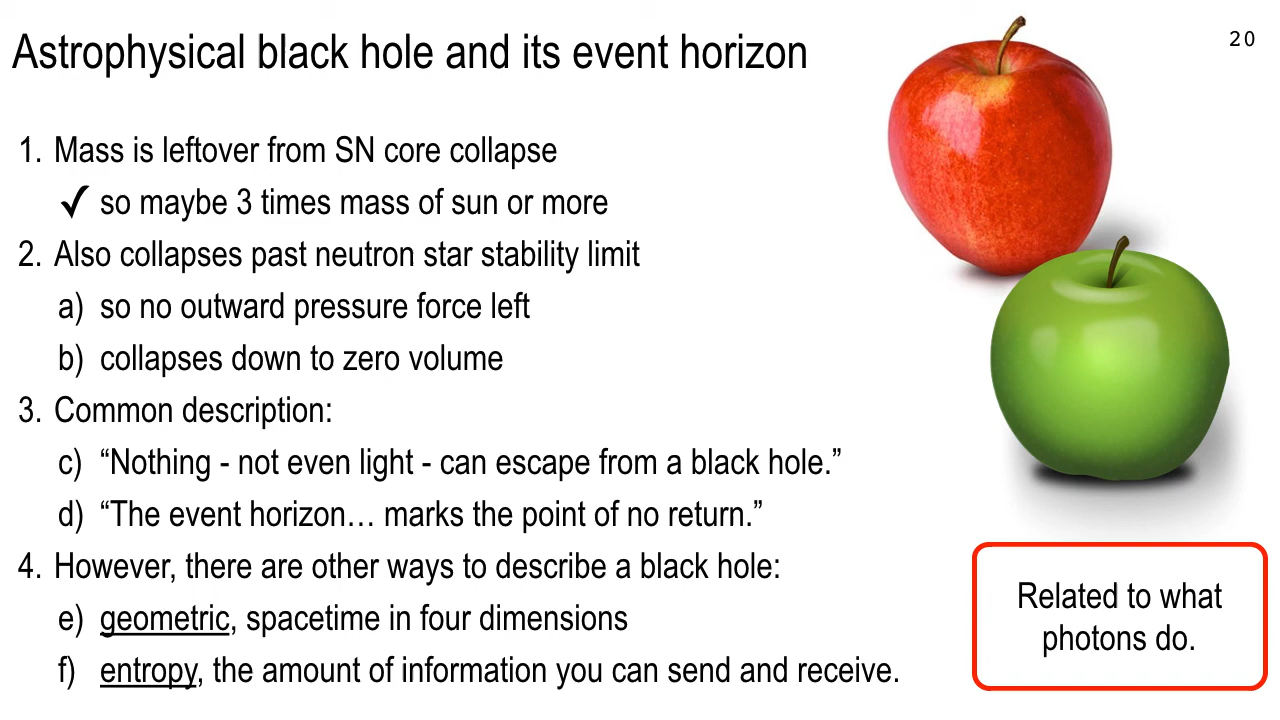 Astrophysical black hole and its event horizon
20
1. Mass is leftover from SN core collapse
✓ so maybe 3 times mass of sun or more
2. Also collapses past neutron star stability limit
a) so no outward pressure force left
b) collapses down to zero volume
3. Common description:
c) “Nothing - not even light - can escape from a black hole.”
d) “The event horizon… marks the point of no return.”
4. However, there are other ways to describe a black hole:
e) geometric, spacetime in four dimensions
f) entropy, the amount of information you can send and receive.
Related to what
photons do.